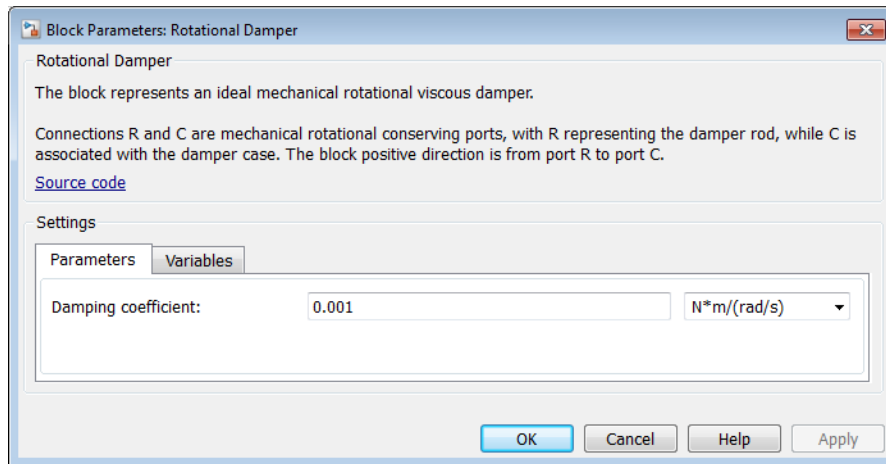 Block Parameters: Rotational Damper
Rotational Damper
The block represents an ideal mechanical rotational viscous damper.
Connections R and C are mechanical rotational conserving ports, with R representing the damper rod, while C is
associated with the damper case. The block positive direction is from port R to port C.
Source code
Settings
Parameters Variables
Damping coefficient: 0.001 N*m/(rad/s)
OK Cancel Help Apply